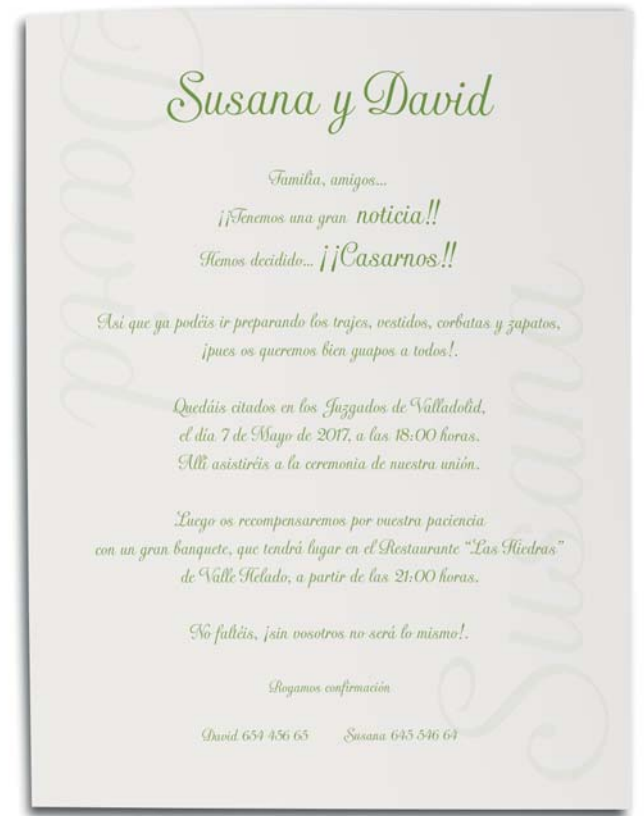 Susana y David
Familia, amigos...
¡¡Tenemos una gran noticia!!
Hemos decidido... ¡¡Casarnos!!
Así que ya podéis ir preparando los trajes, vestidos, corbatas y zapatos,
¡pues os queremos bien guapos a todos!.
Quedáis citados en los Juzgados de Valladolid,
el día 7 de Mayo de 2017, a las 18:00 horas.
Allí asistiréis a la ceremonia de nuestra unión.
Luego os recompensaremos por vuestra paciencia
con un gran banquete, que tendrá lugar en el Restaurante “Las Hiedras”
de Valle Helado, a partir de las 21:00 horas.
No faltéis, ¡sin vosotros no será lo mismo!.
Rogamos confirmación
David 654 456 65 Susana 645 546 64
David
Susana